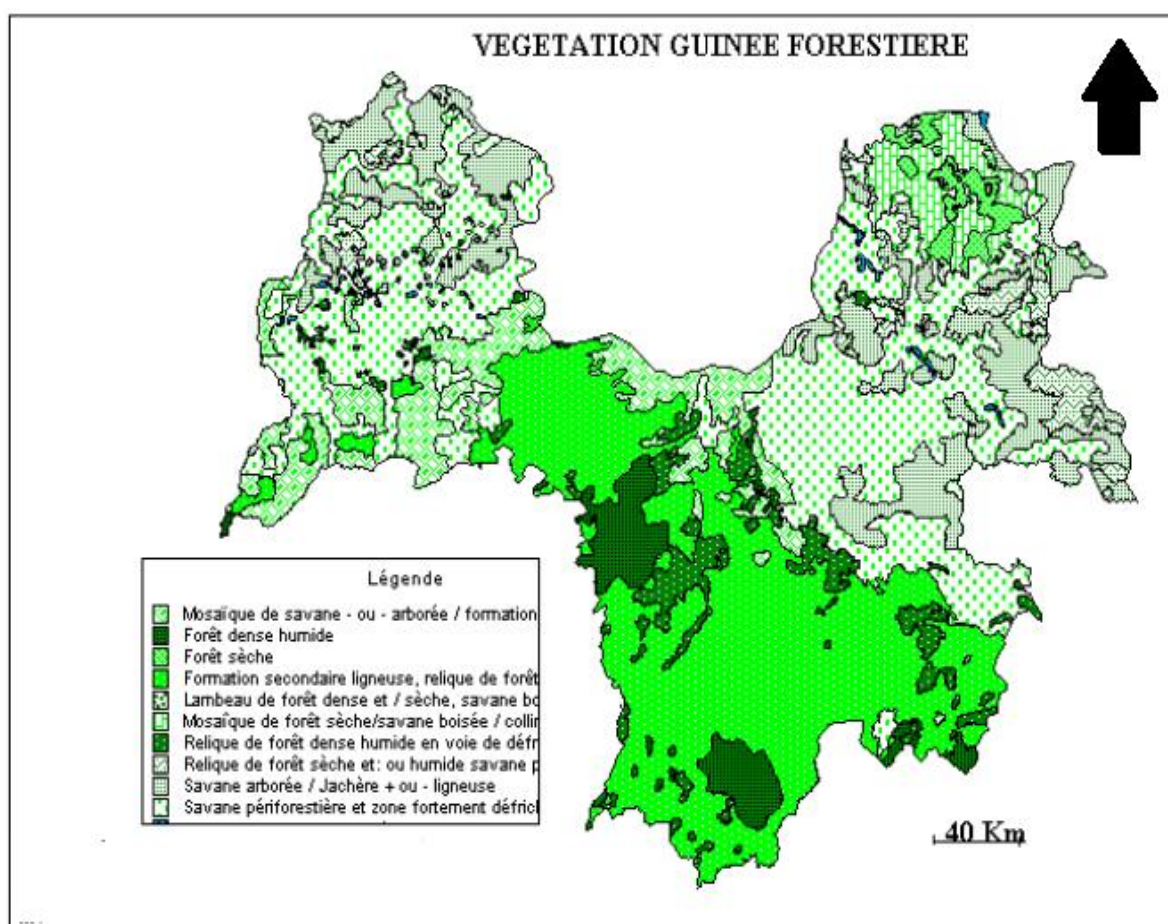 VEGETATION GUINEE FORESTIERE
Légende
Mosaïque de savane - ou - arborée / formation
Forêt dense humide
Forêt sèche
Formation secondaire ligneuse, relique de forêt
Lambeau de forêt dense et / sèche, savane bo
Mosaïque de forêt sèche/savane boisée / collin
Relique de forêt dense humide en voie de défr
Relique de forêt sèche et: ou humide savane p
Savane arborée / Jachère + ou - ligneuse
Savane périforestière et zone fortement défrich
40 Km